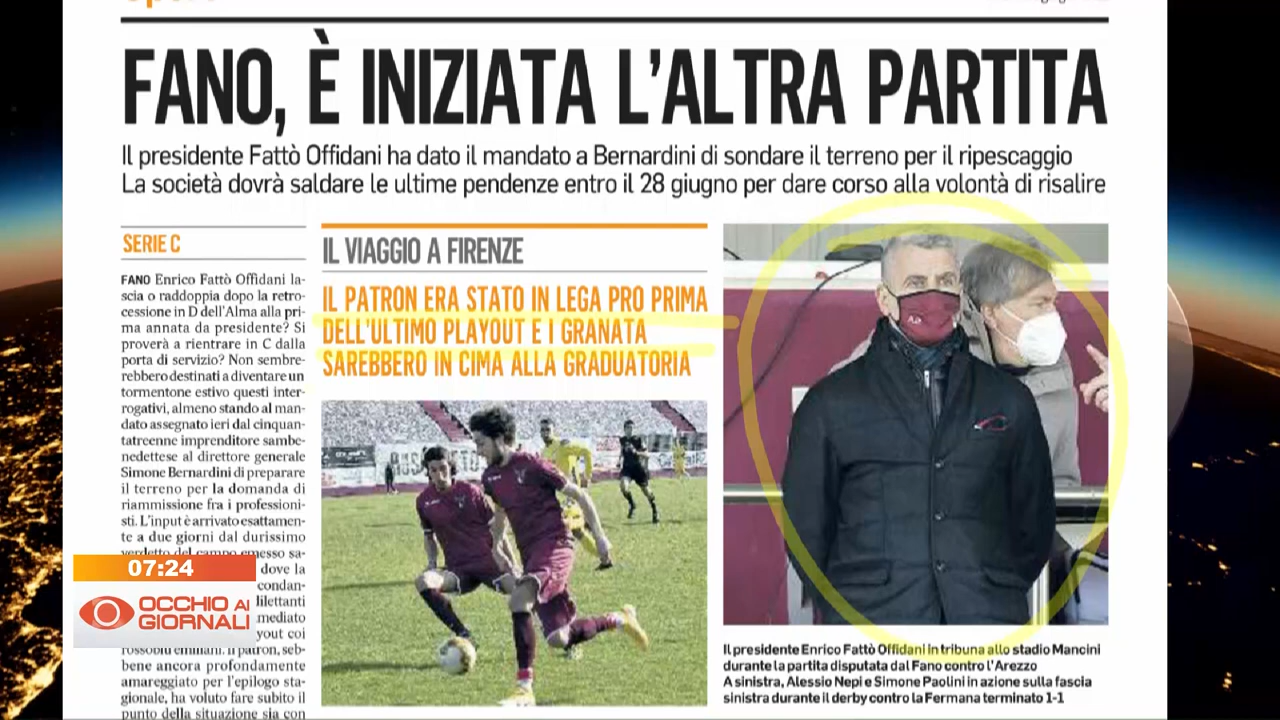 FANO, È INIZIATA L'ALTRA PARTITA
Il presidente Fattò Offidani ha dato il mandato a Bernardini di sondare il terreno per il ripescaggio
La società dovrà saldare le ultime pendenze entro il 28 giugno per dare corso alla volontà di risalire
SERIE C
FANO Enrico Fattò Offidani la-
scia o raddoppia dopo la retro-
cessione in D dell'Alma alla pri
ma annata da presidente? Si
proverà a rientrare in C dalla
porta di servizio? Non sembre-
rebbero destinati a diventare un
tormentone estivo questi inter-
rogativi, almeno stando al man-
dato assegnato ieri dal cinquan-
tatreenne imprenditore sambe-
nedettese al direttore generale
Simone Bernardini di preparare
il terreno per la domanda di
riammissione fra i professioni-
sti. L'input è arrivato esattamen-
te a due giorni dal durissimo
verdetto del campo emesso sa-
dove la
condan-
dilettanti
mediato
yout coi
rossoblù emiliani. Il patron, seb-
bene ancora profondamente
amareggiato per l'epilogo sta-
gionale, ha voluto fare subito il
punto della situazione sia con
IL VIAGGIO A FIRENZE
IL PATRON ERA STATO IN LEGA PRO PRIMA
DELL'ULTIMO PLAYOUT E I GRANATA
SAREBBERO IN CIMA ALLA GRADUATORIA
Il presidente Enrico Fattò Offidani in tribuna allo stadio Mancini
durante la partita disputata dal Fano contro l'Arezzo
A sinistra, Alessio Nepi e Simone Paolini in azione sulla fascia
sinistra durante il derby contro la Fermana terminato 1-1
07:24
OCCHIO AI
GIORNALI